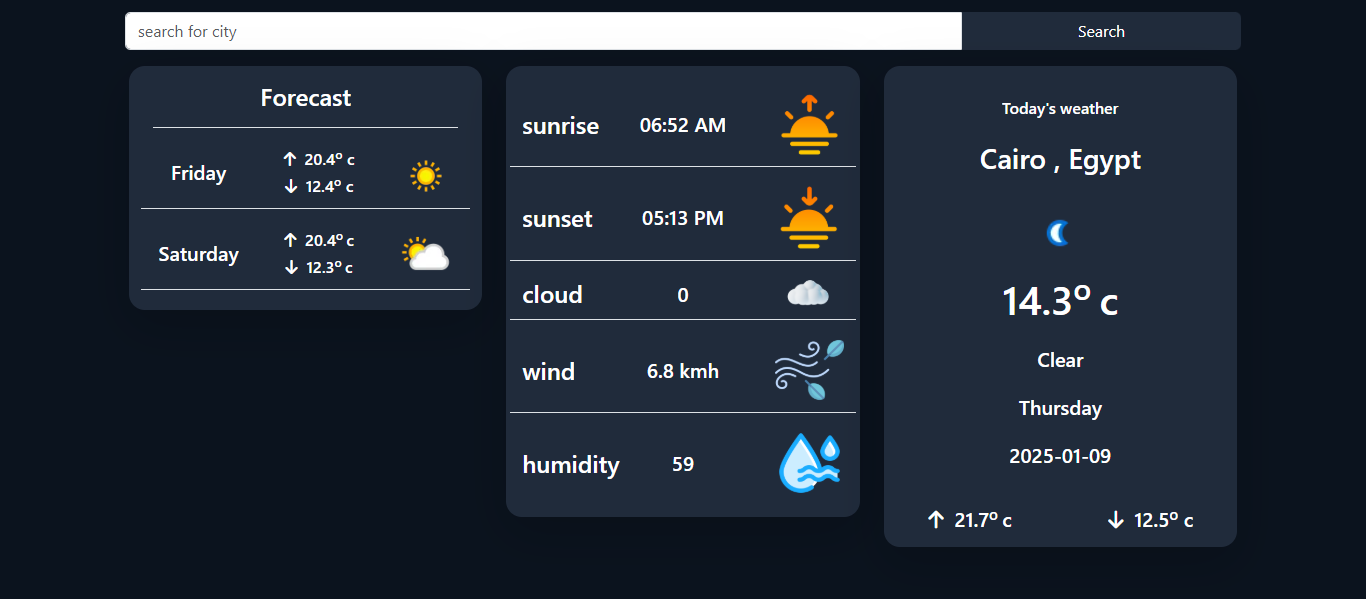 search for city
Search
Forecast
Friday
20.4° c
12.4° c
Saturday
20.4° c
12.3° c
sunrise 06:52 AM
sunset 05:13 PM
cloud 0
wind 6.8 kmh
humidity 59
Today's weather
Cairo , Egypt
14.3° c
Clear
Thursday
2025-01-09
21.7° c 12.5° c